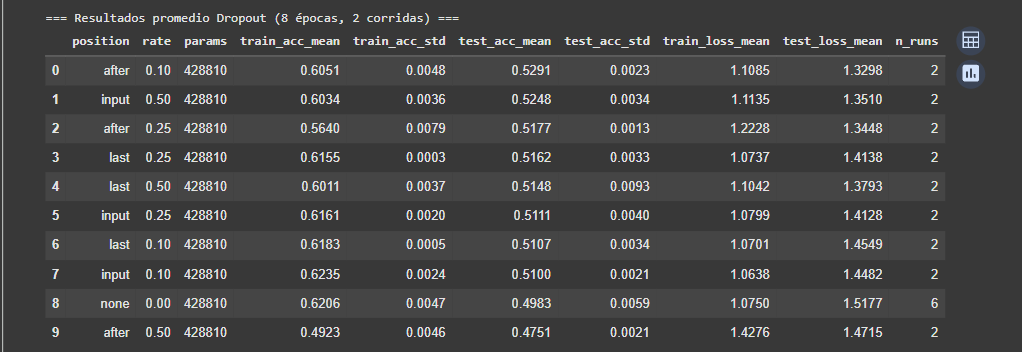 === Resultados promedio Dropout (8 épocas, 2 corridas) ===
position rate params train_acc_mean train_acc_std test_acc_mean test_acc_std train_loss_mean test_loss_mean n_runs
0 after 0.10 428810 0.6051 0.0048 0.5291 0.0023 1.1085 1.3298 2
1 input 0.50 428810 0.6034 0.0036 0.5248 0.0034 1.1135 1.3510 2
2 after 0.25 428810 0.5640 0.0079 0.5177 0.0013 1.2228 1.3448 2
3 last 0.25 428810 0.6155 0.0003 0.5162 0.0033 1.0737 1.4138 2
4 last 0.50 428810 0.6011 0.0037 0.5148 0.0093 1.1042 1.3793 2
5 input 0.25 428810 0.6161 0.0020 0.5111 0.0040 1.0799 1.4128 2
6 last 0.10 428810 0.6183 0.0005 0.5107 0.0034 1.0701 1.4549 2
7 input 0.10 428810 0.6235 0.0024 0.5100 0.0021 1.0638 1.4482 2
8 none 0.00 428810 0.6206 0.0047 0.4983 0.0059 1.0750 1.5177 6
9 after 0.50 428810 0.4923 0.0046 0.4751 0.0021 1.4276 1.4715 2